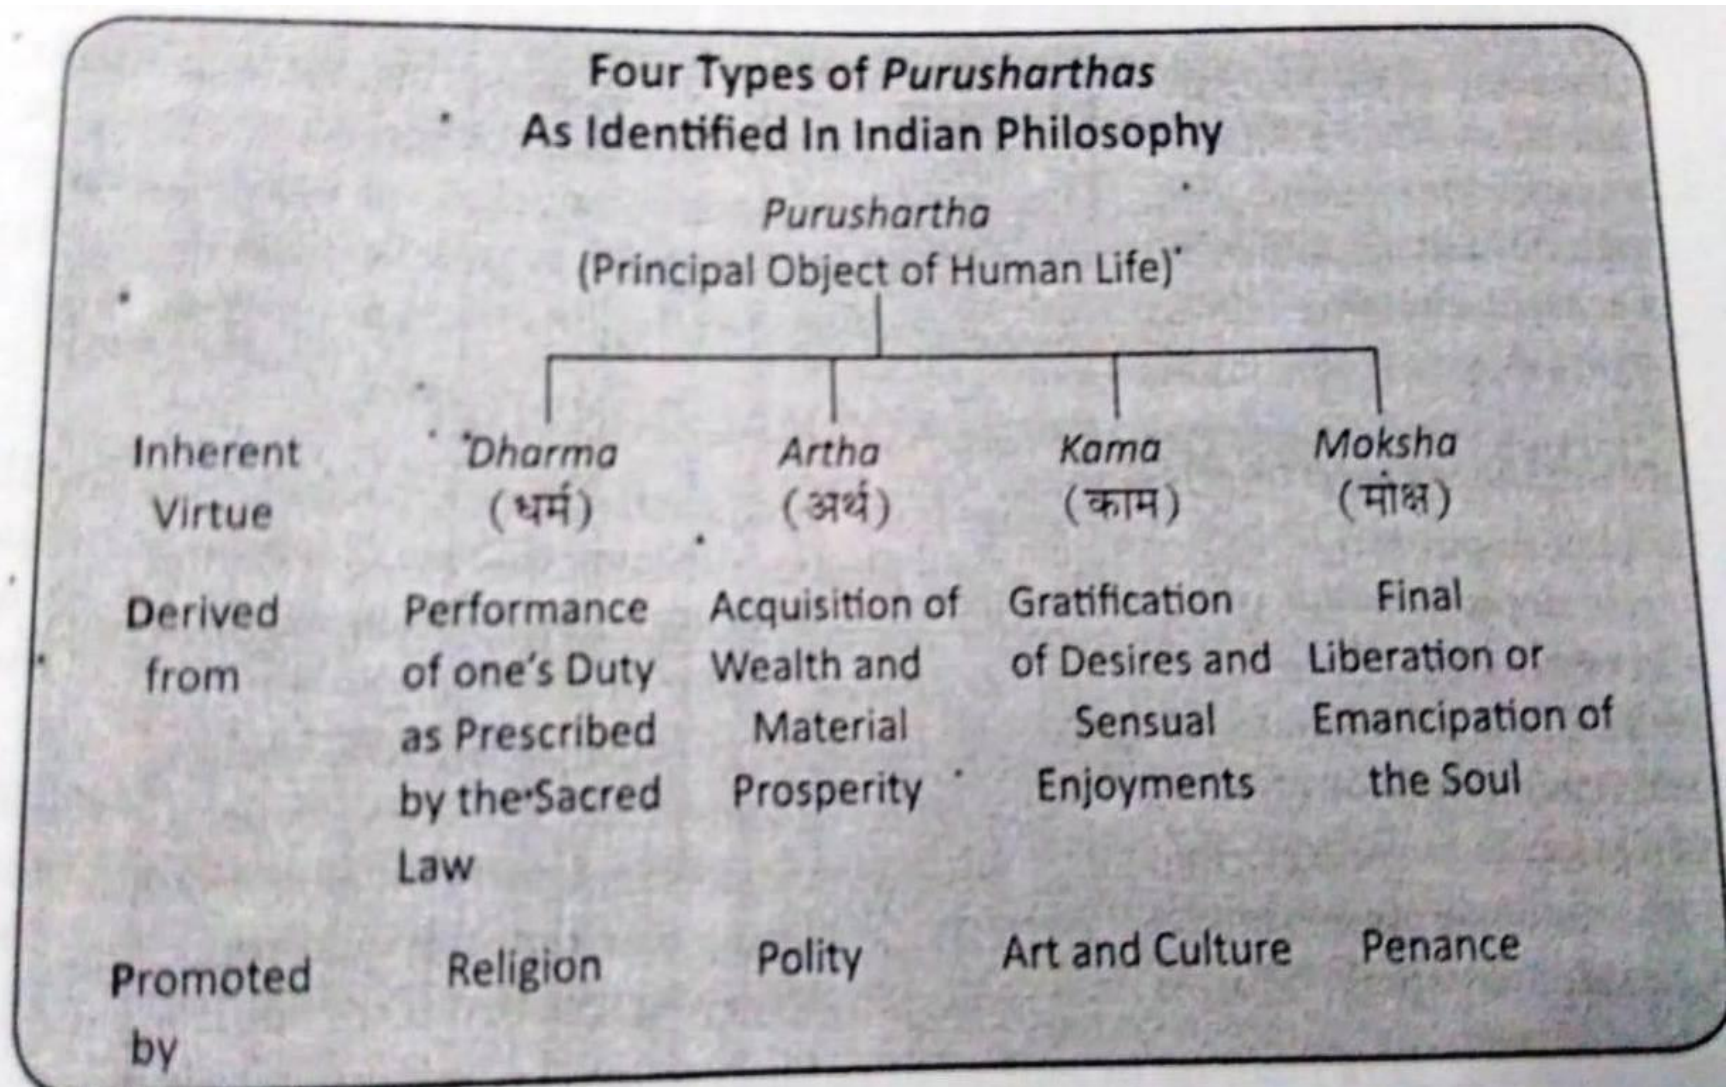 Four Types of Purusharthas
As Identified In Indian Philosophy
Purushartha
(Principal Object of Human Life)
Inherent Dharma Artha Kama Moksha
Virtue (धर्म) (अर्थ) (काम) (मोक्ष)
Derived Performance Acquisition of Gratification Final
from of one's Duty Wealth and of Desires and Liberation or
as Prescribed Material Sensual Emancipation of
by the Sacred Prosperity Enjoyments the Soul
Law
Promoted Religion Polity Art and Culture Penance
by